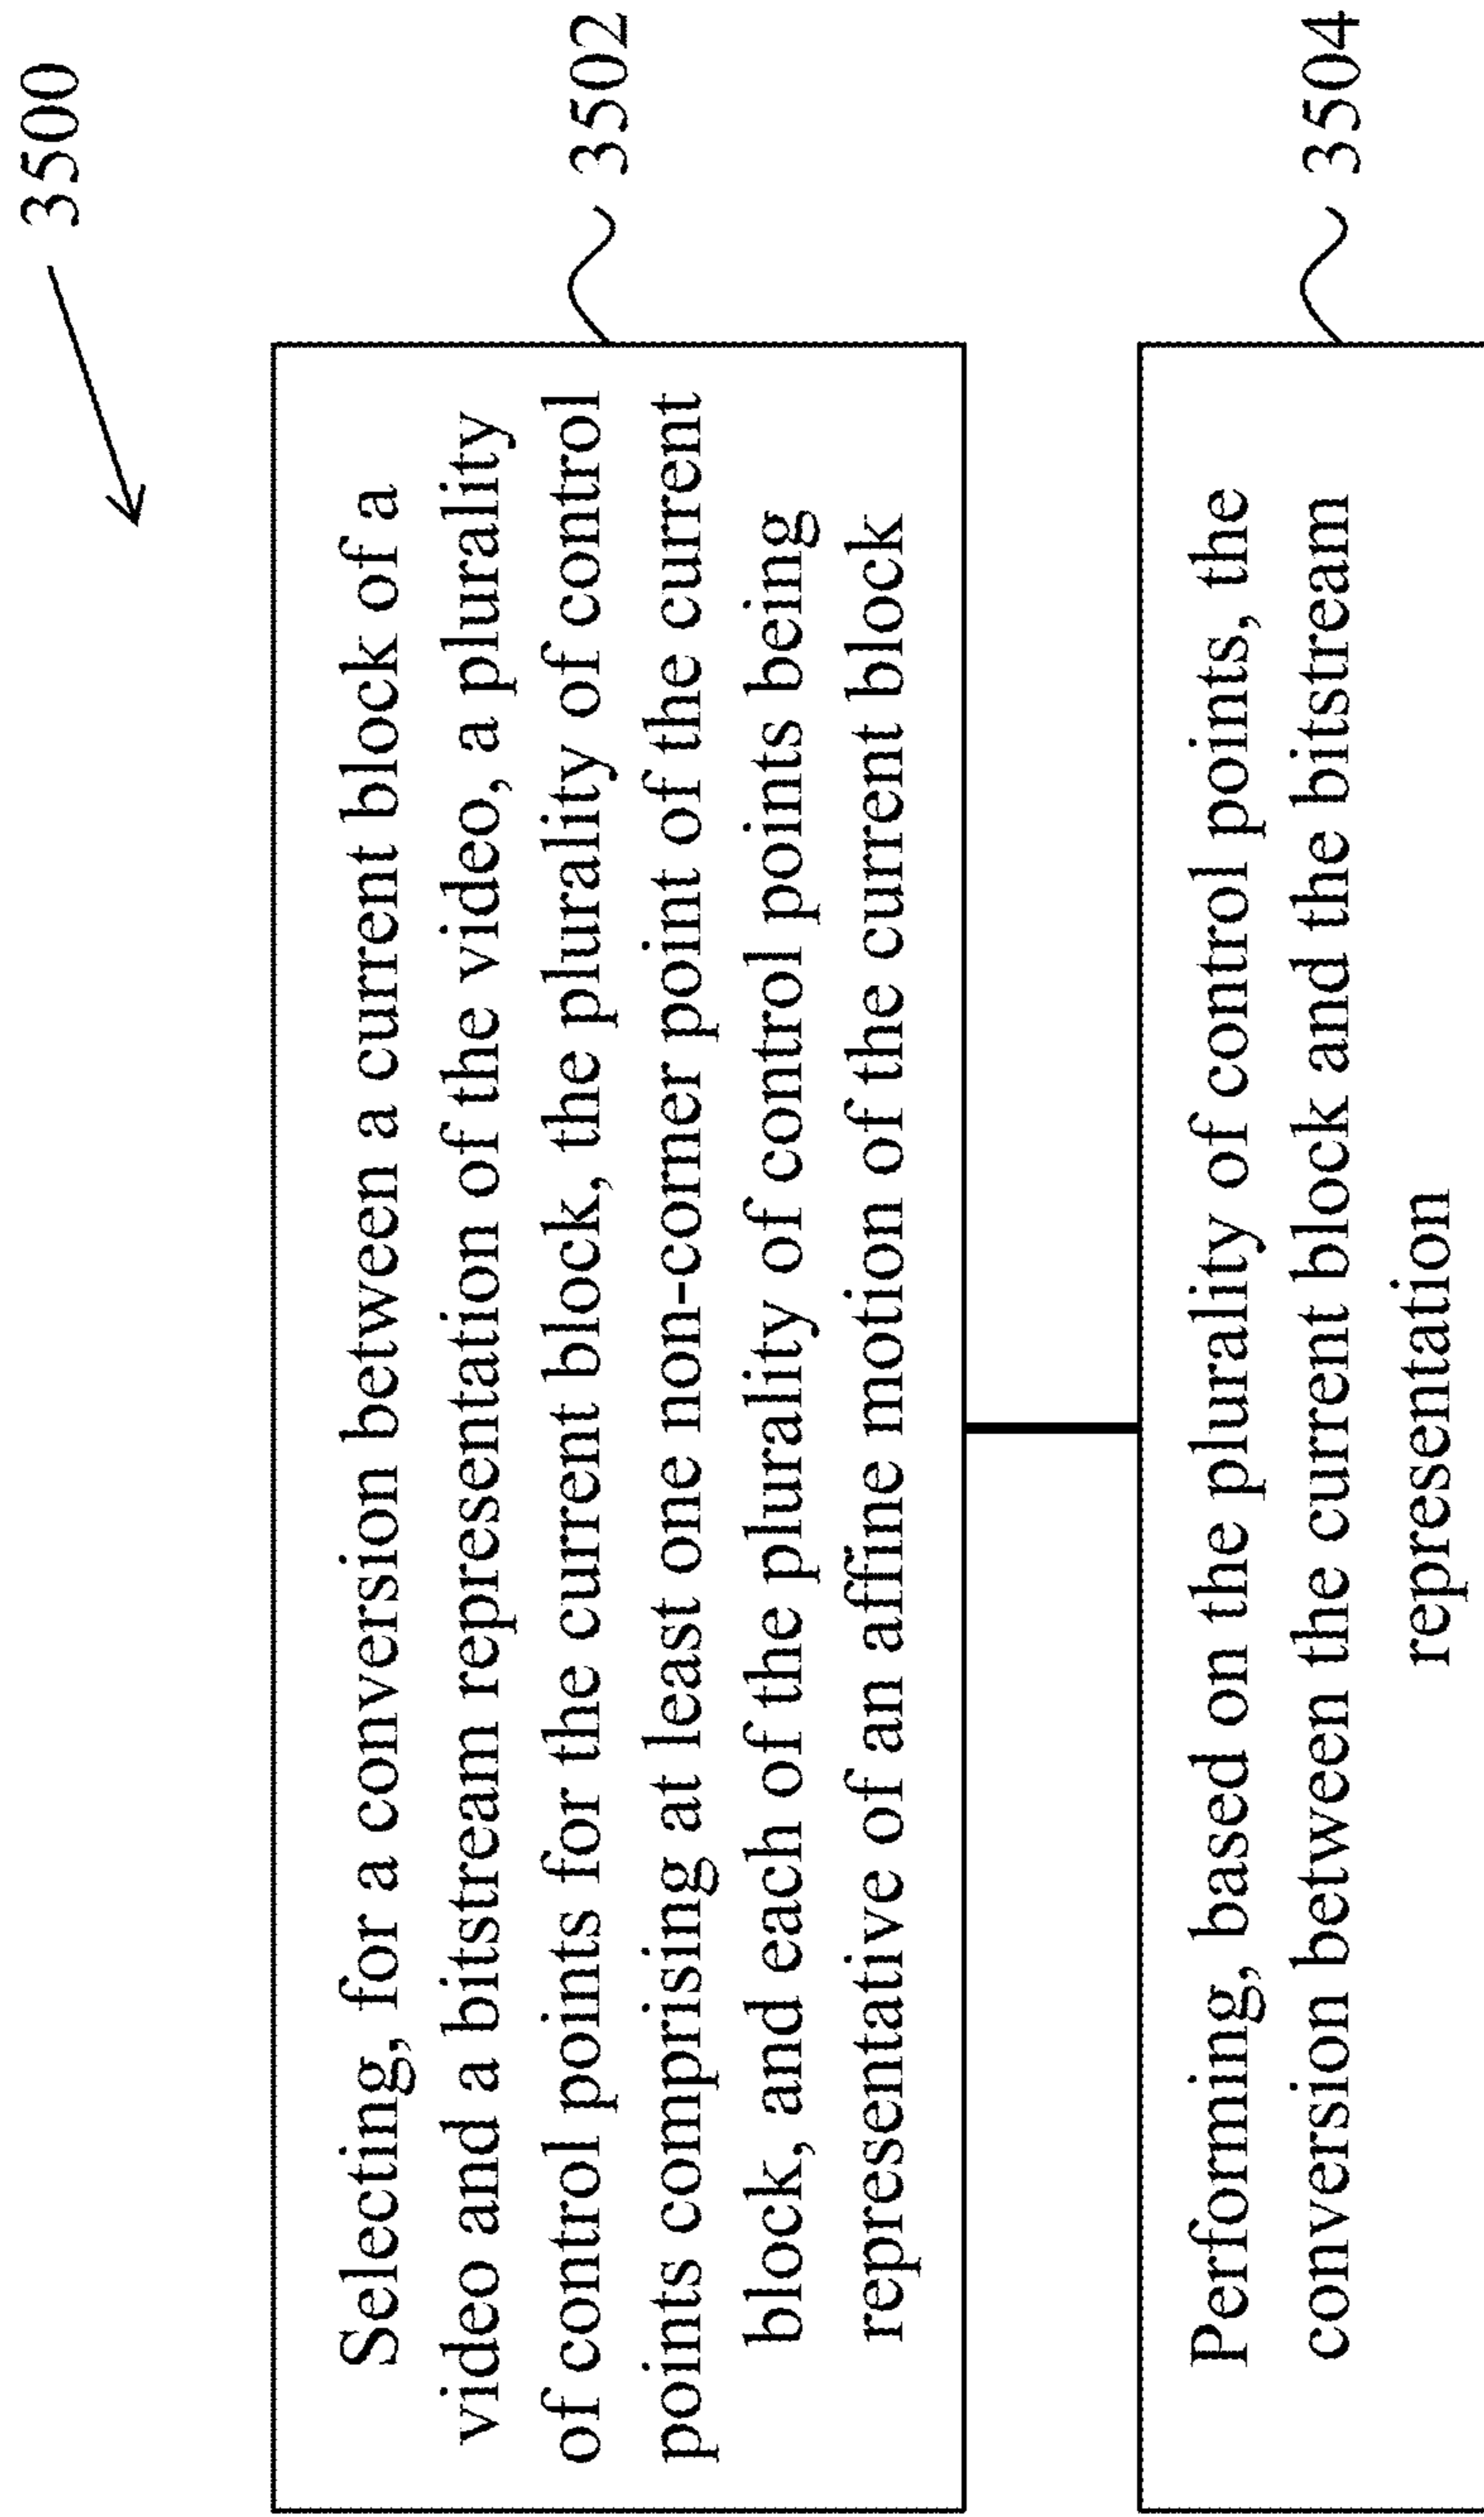 3500
Selecting, for a conversion between a current block of a
video and a bitstream representation of the video, a plurality
of control points for the current block, the plurality of control
points comprising at least one non-corner point of the current
block, and each of the plurality of control points being
representative of an affine motion of the current block
3502
Performing, based on the plurality of control points, the
conversion between the current block and the bitstream
representation
3504